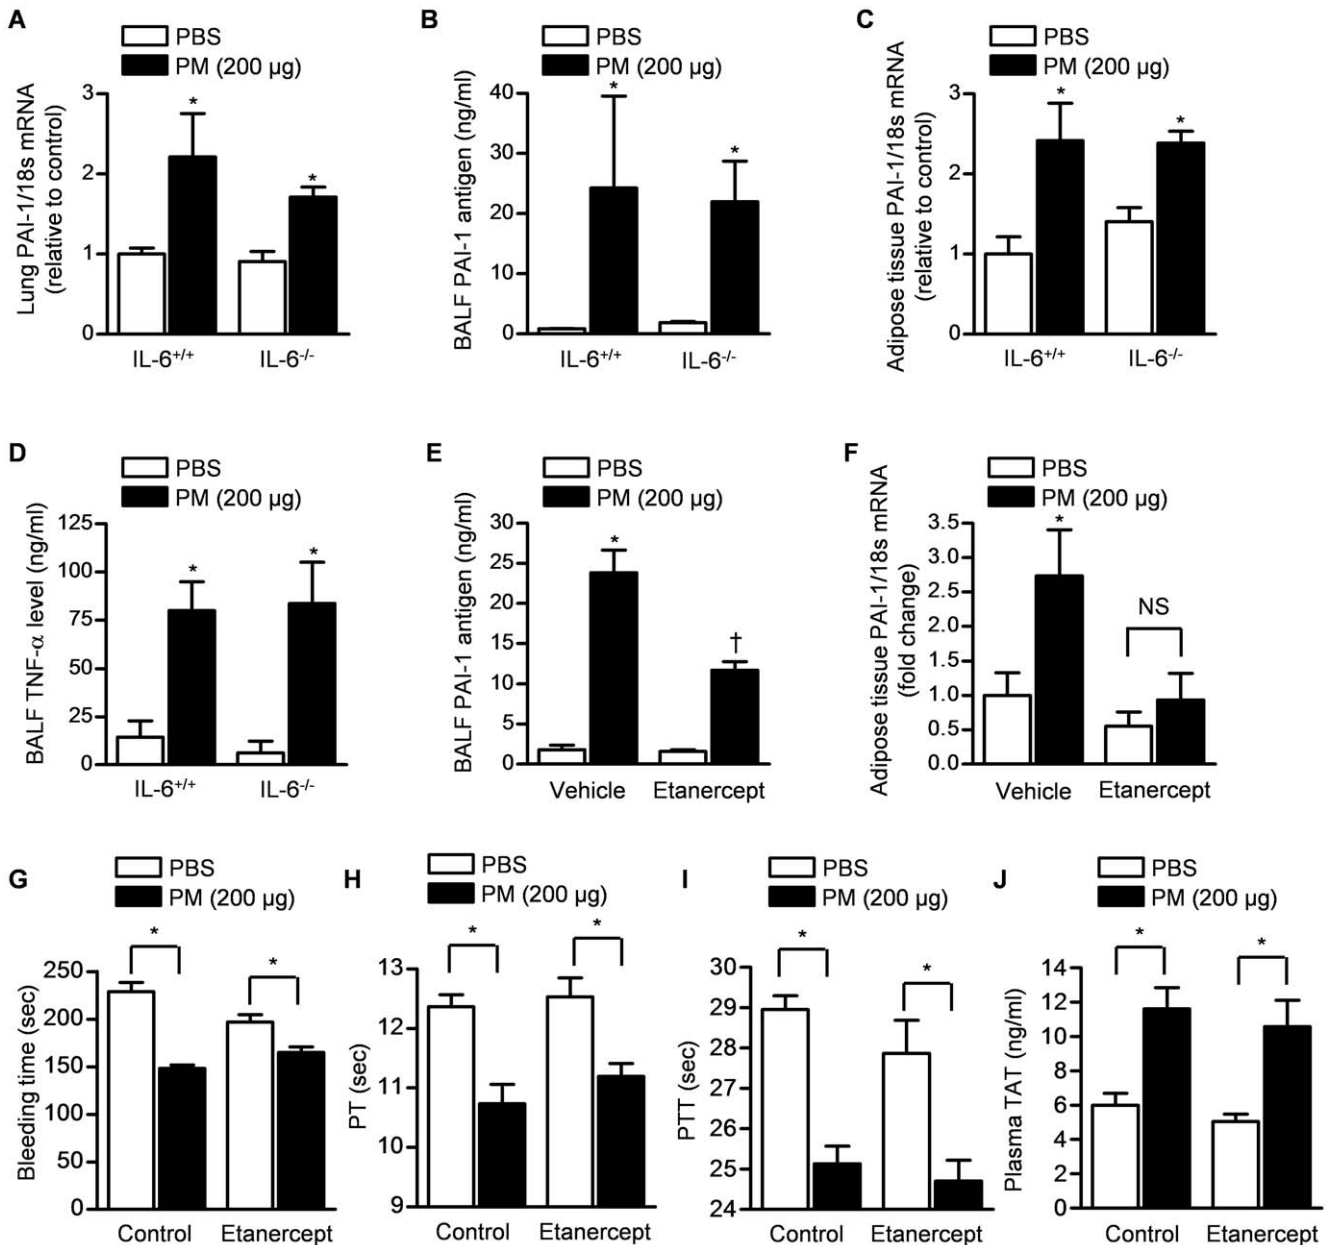 A
PBS
PM (200 µg)
Lung PAI-1/18s mRNA
(relative to control)
3
2
1
0
*
*
IL-6+/+
IL-6-/-
B
PBS
PM (200 µg)
BALF PAI-1 antigen (ng/ml)
40
30
20
10
0
*
*
IL-6+/+
IL-6-/-
C
PBS
PM (200 µg)
Adipose tissue PAI-1/18s mRNA
(relative to control)
3
2
1
0
*
*
IL-6+/+
IL-6-/-
D
PBS
PM (200 µg)
BALF TNF-α level (ng/ml)
125
100
75
50
25
0
*
*
IL-6+/+
IL-6-/-
E
PBS
PM (200 µg)
BALF PAI-1 antigen (ng/ml)
30
25
20
15
10
5
0
*
†
Vehicle
Etanercept
F
PBS
PM (200 µg)
Adipose tissue PAI-1/18s mRNA
(fold change)
3.5
3.0
2.5
2.0
1.5
1.0
0.5
0.0
*
NS
Vehicle
Etanercept
G
PBS
PM (200 µg)
Bleeding time (sec)
250
200
150
100
50
0
*
*
Control
Etanercept
H
PBS
PM (200 µg)
PT (sec)
13
12
11
10
9
*
*
Control
Etanercept
I
PBS
PM (200 µg)
PTT (sec)
30
29
28
27
26
25
24
*
*
Control
Etanercept
J
PBS
PM (200 µg)
Plasma TAT (ng/ml)
14
12
10
8
6
4
2
0
*
*
Control
Etanercept